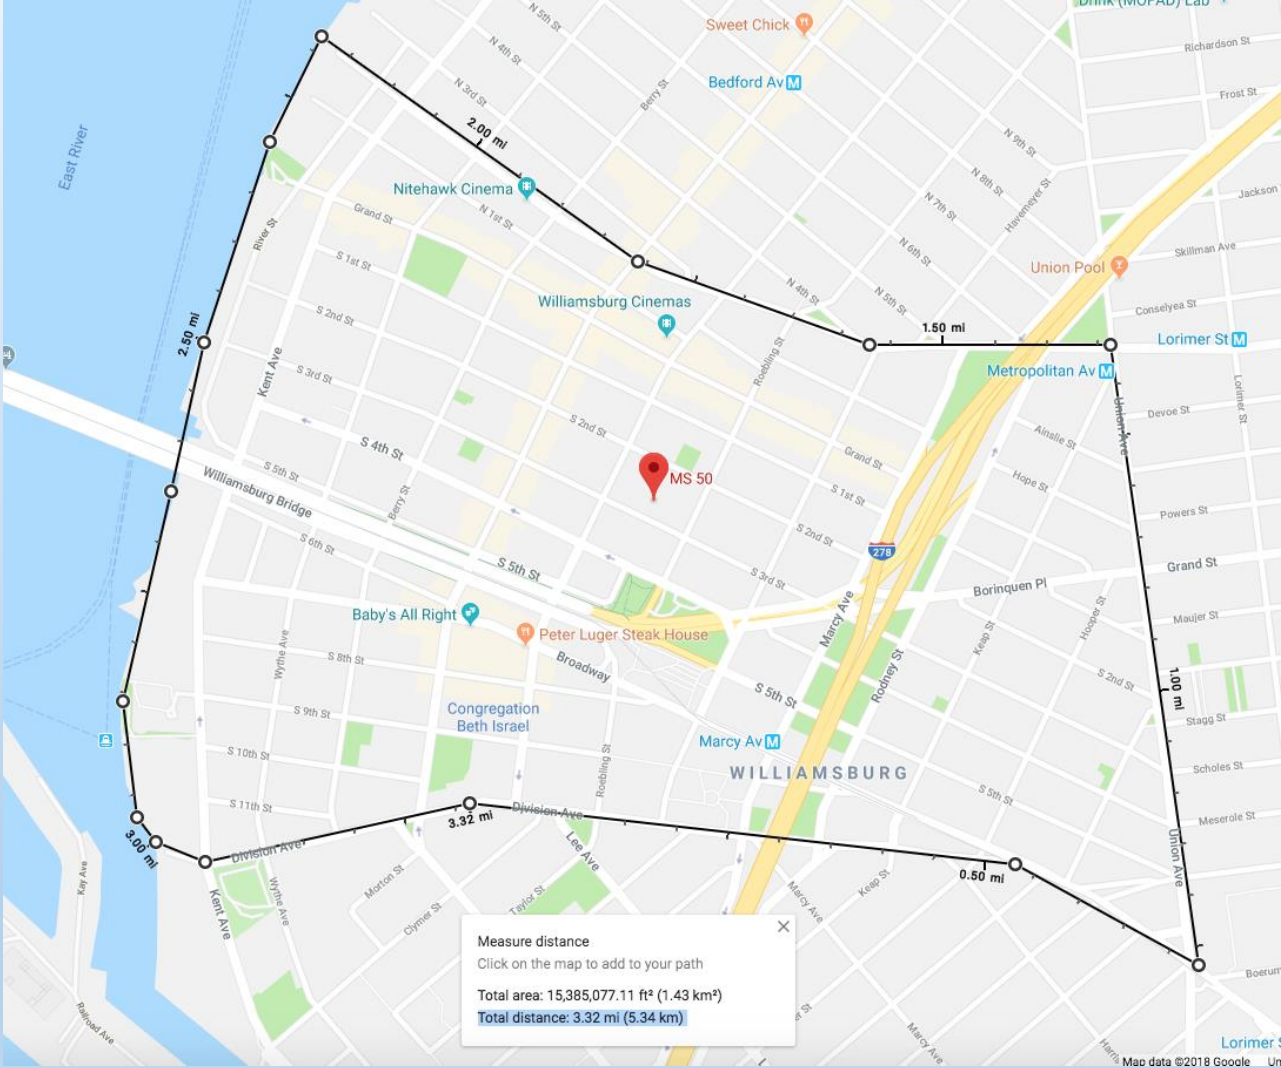 Drink (MOFAD) Lab
N 5th St
Sweet Chick
Richardson St
N 4th St
Bedford Av M
N 3rd St
Berry St
Frost St
2.00 mi
N 9th St
East River
Nitehawk Cinema
N 8th St
Havemeyer St
Jackson
N 1st St
Grand St
N 7th St
River St
N 6th St
Skillman Ave
S 1st St
Union Pool
N 4th St
N 5th St
Williamsburg Cinemas
Conselyea St
S 2nd St
2.50 mi
1.50 mi
Lorimer St M
Roebling St
Kent Ave
S 3rd St
Metropolitan Av M
Lorimer St
Union Ave
Devoe St
S 2nd St
Ainslie St
S 4th St
Grand St
S 5th St
MS 50
Hope St
Williamsburg Bridge
Berry St
S 1st St
Powers St
S 6th St
S 2nd St
278
S 5th St
S 3rd St
Grand St
Borinquen Pl
Baby's All Right
Marcy Ave
Hooper St
Maujer St
Peter Luger Steak House
Keap St
Wythe Ave
S 8th St
Broadway
Rodney St
S 2nd St
1.00 mi
S 5th St
Congregation
Beth Israel
S 9th St
Stagg St
Marcy Av M
S 10th St
Roebling St
WILLIAMSBURG
Scholes St
S 5th St
S 11th St
Division Ave
3.32 mi
Meserole St
3.00 mi
Division Ave
Lee Ave
0.50 mi
Union Ave
Kay Ave
Wythe Ave
Morton St
Keap St
Marcy Ave
Kent Ave
Clymer St
Taylor St
Measure distance
Click on the map to add to your path
Total area: 15,385,077.11 ft² (1.43 km²)
Total distance: 3.32 mi (5.34 km)
Boerum
Railroad Ave
Marcy Ave
Lorimer S
Map data ©2018 Google